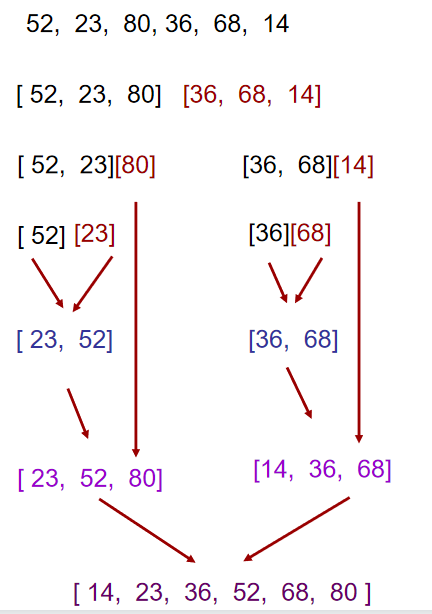 52, 23, 80, 36, 68, 14
[ 52, 23, 80] [36, 68, 14]
[ 52, 23][80] [36, 68][14]
[ 52] [23] [36][68]
[ 23, 52] [36, 68]
[ 23, 52, 80] [14, 36, 68]
[ 14, 23, 36, 52, 68, 80 ]